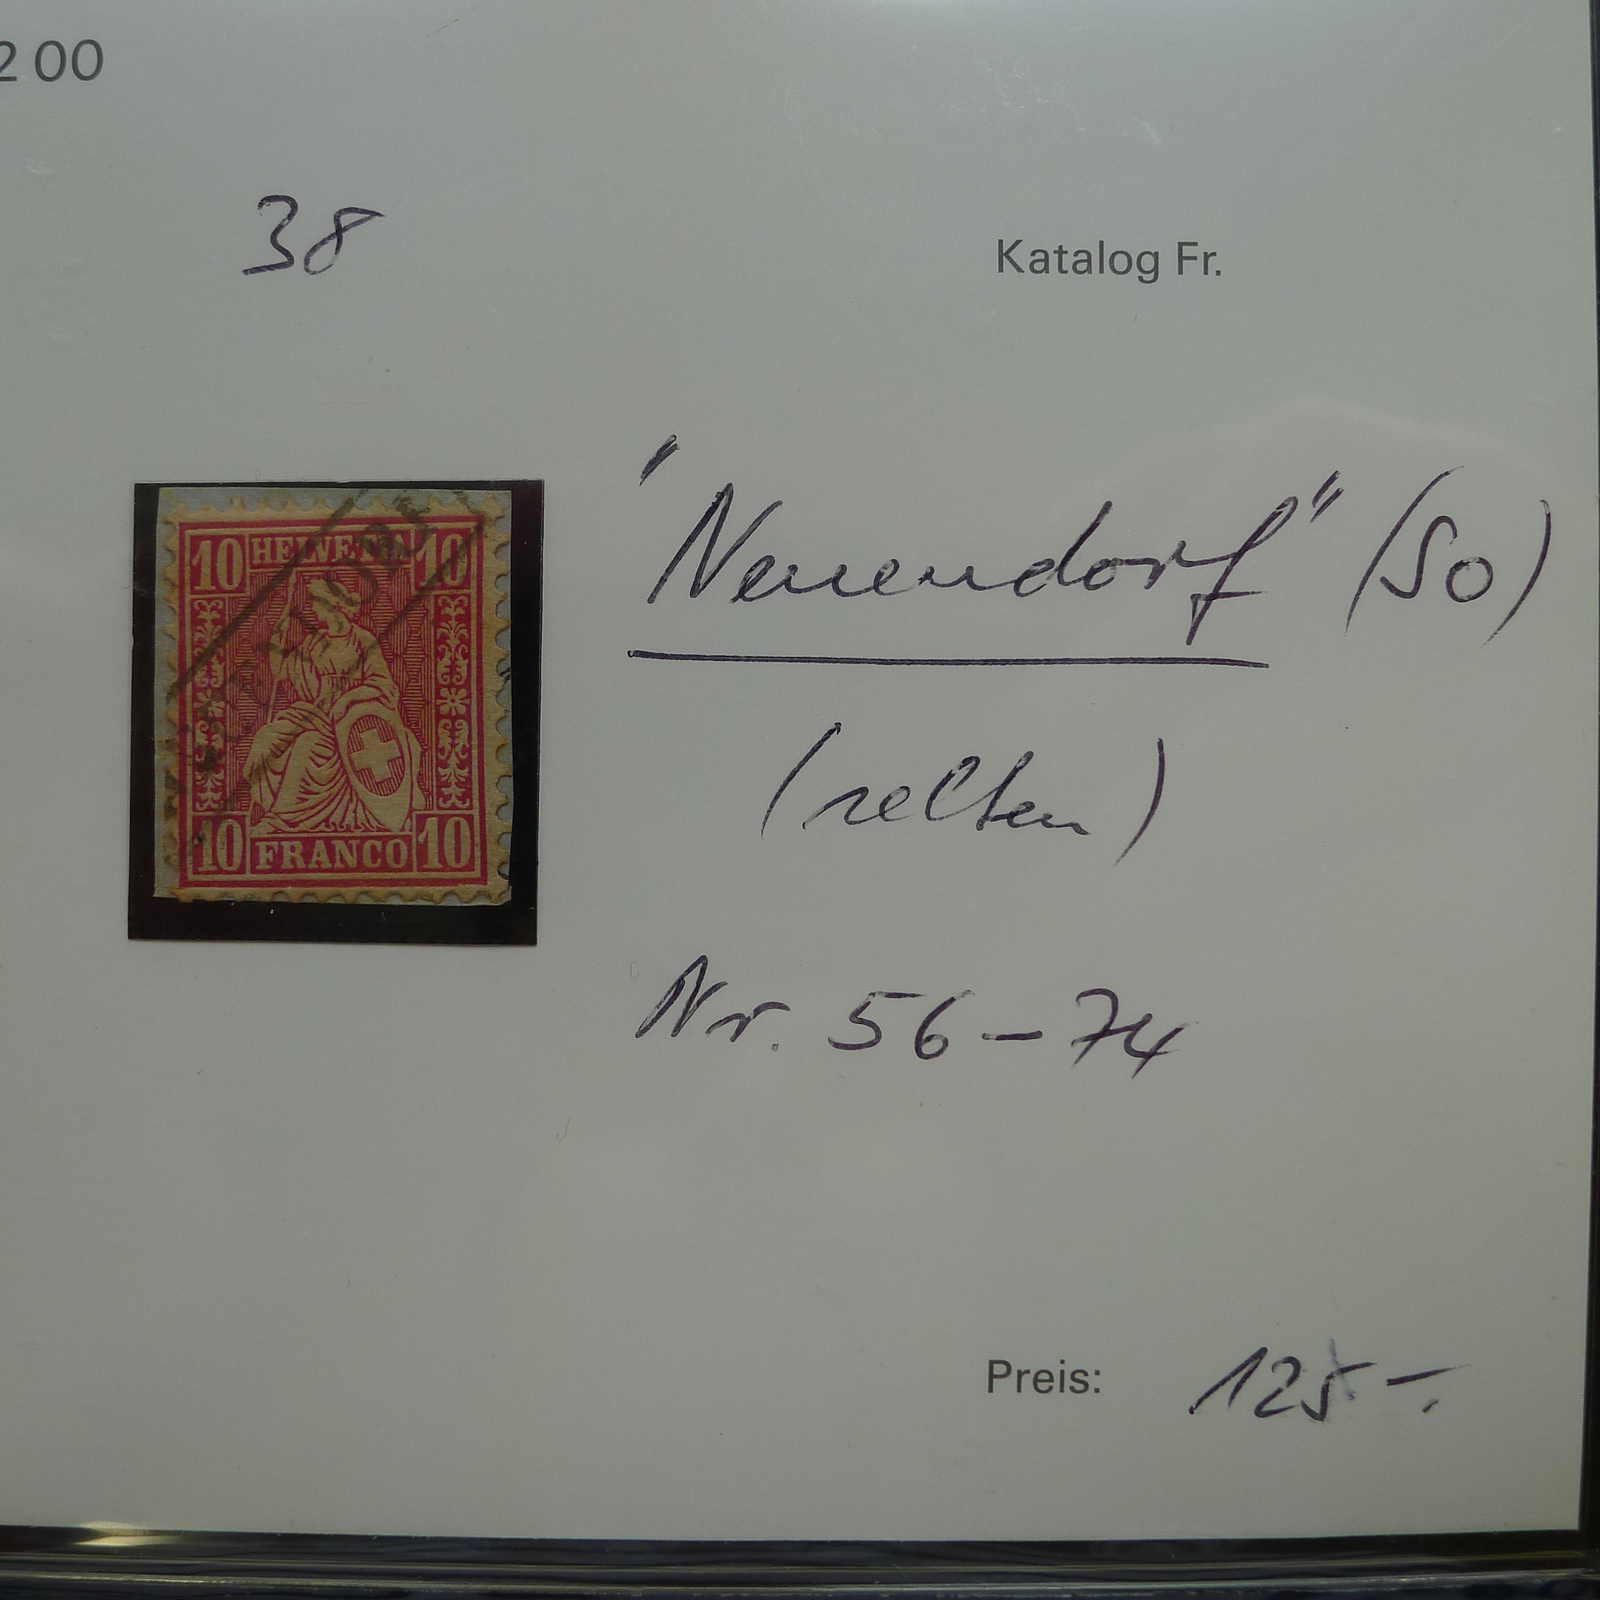 2 00
38
Katalog Fr.
10 HELVETIA 10
10 FRANCO 10
"Neuendorf" (SO)
(selten)
Nr. 56-74
Preis: 125-.